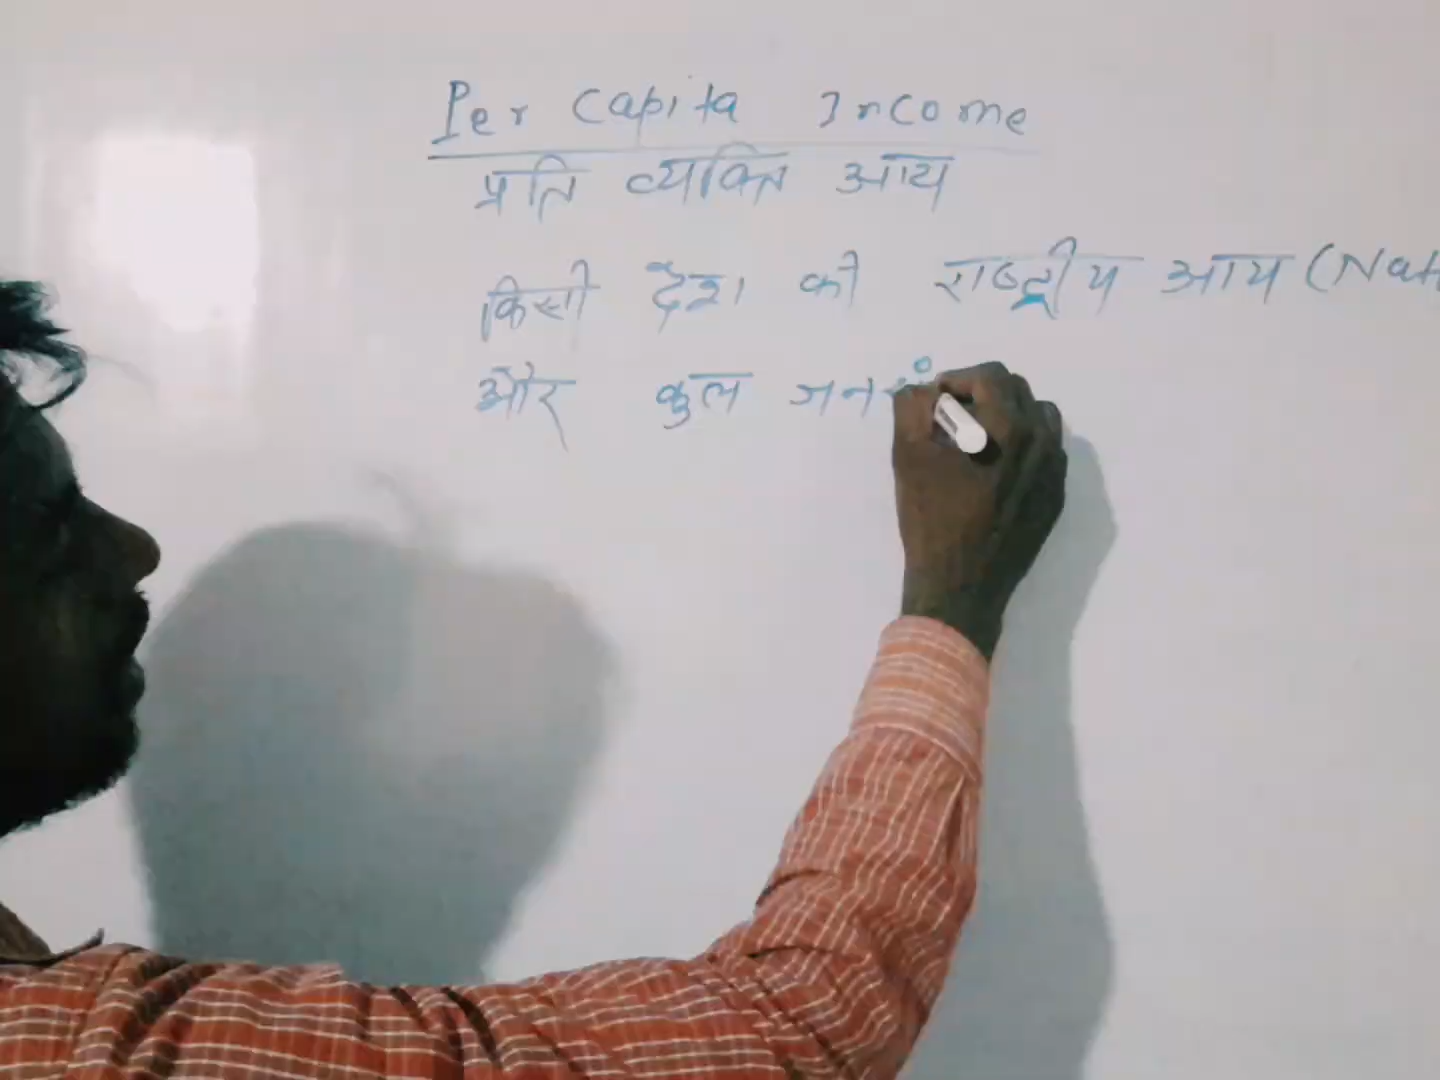 Per Capita Income
प्रति व्यक्ति आय
किसी देश की राष्ट्रीय आय (Nat
और कुल जनसं